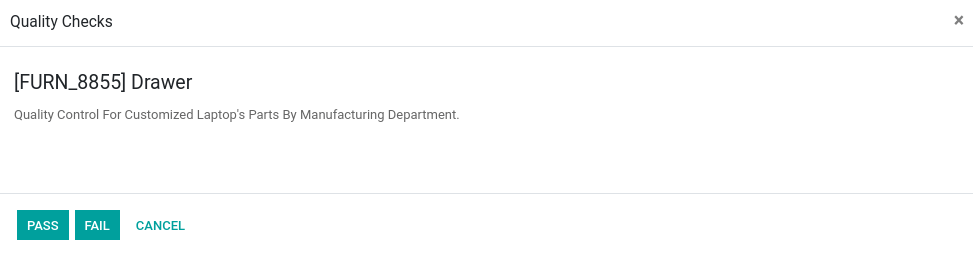 Quality Checks ×
[FURN_8855] Drawer
Quality Control For Customized Laptop's Parts By Manufacturing Department.
PASS FAIL CANCEL